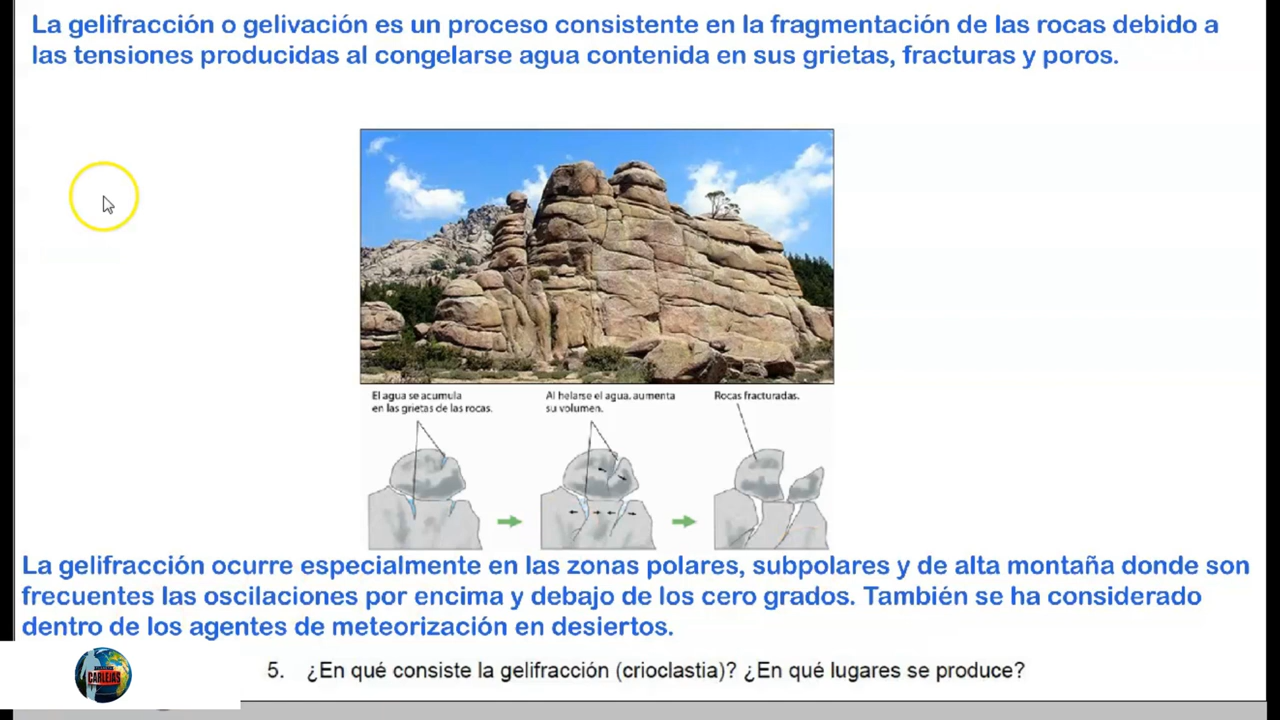 La gelifracción o gelivación es un proceso consistente en la fragmentación de las rocas debido a
las tensiones producidas al congelarse agua contenida en sus grietas, fracturas y poros.
El agua se acumula
en las grietas de las rocas.
Al helarse el agua, aumenta
su volumen.
Rocas fracturadas.
La gelifracción ocurre especialmente en las zonas polares, subpolares y de alta montaña donde son
frecuentes las oscilaciones por encima y debajo de los cero grados. También se ha considerado
dentro de los agentes de meteorización en desiertos.
CARLEJAS
5. ¿En qué consiste la gelifracción (crioclastia)? ¿En qué lugares se produce?